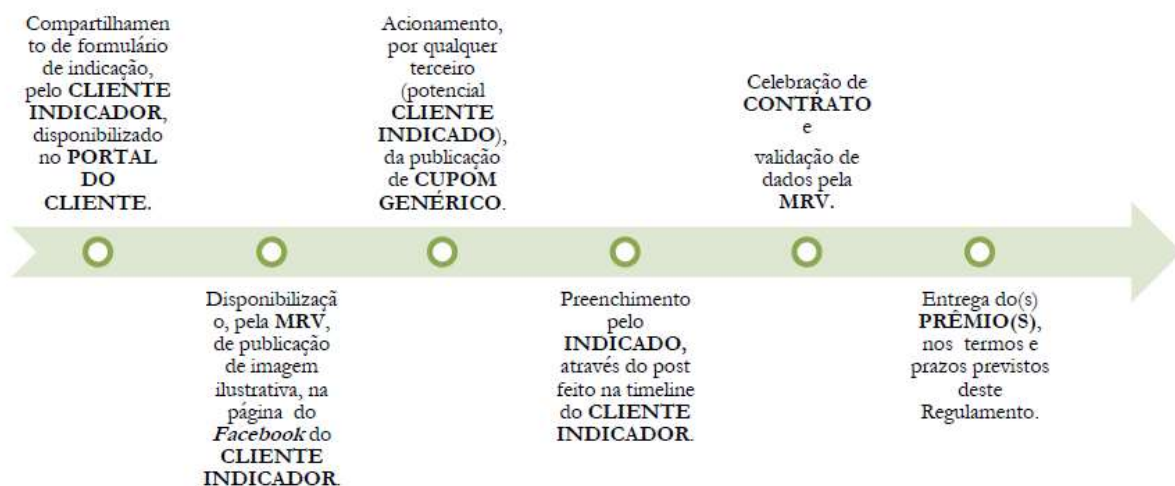 Compartilhamen
to de formulário
de indicação,
pelo CLIENTE
INDICADOR,
disponibilizado
no PORTAL
DO
CLIENTE.
Disponibilizaçã
o, pela MRV,
de publicação
de imagem
ilustrativa, na
página do
Facebook do
CLIENTE
INDICADOR.
Acionamento,
por qualquer
terceiro
(potencial
CLIENTE
INDICADO),
da publicação
de CUPOM
GENÉRICO.
Preenchimento
pelo
INDICADO,
através do post
feito na timeline
do CLIENTE
INDICADOR.
Celebração de
CONTRATO
e
validação de
dados pela
MRV.
Entrega do(s)
PRÊMIO(S),
nos termos e
prazos previstos
deste
Regulamento.